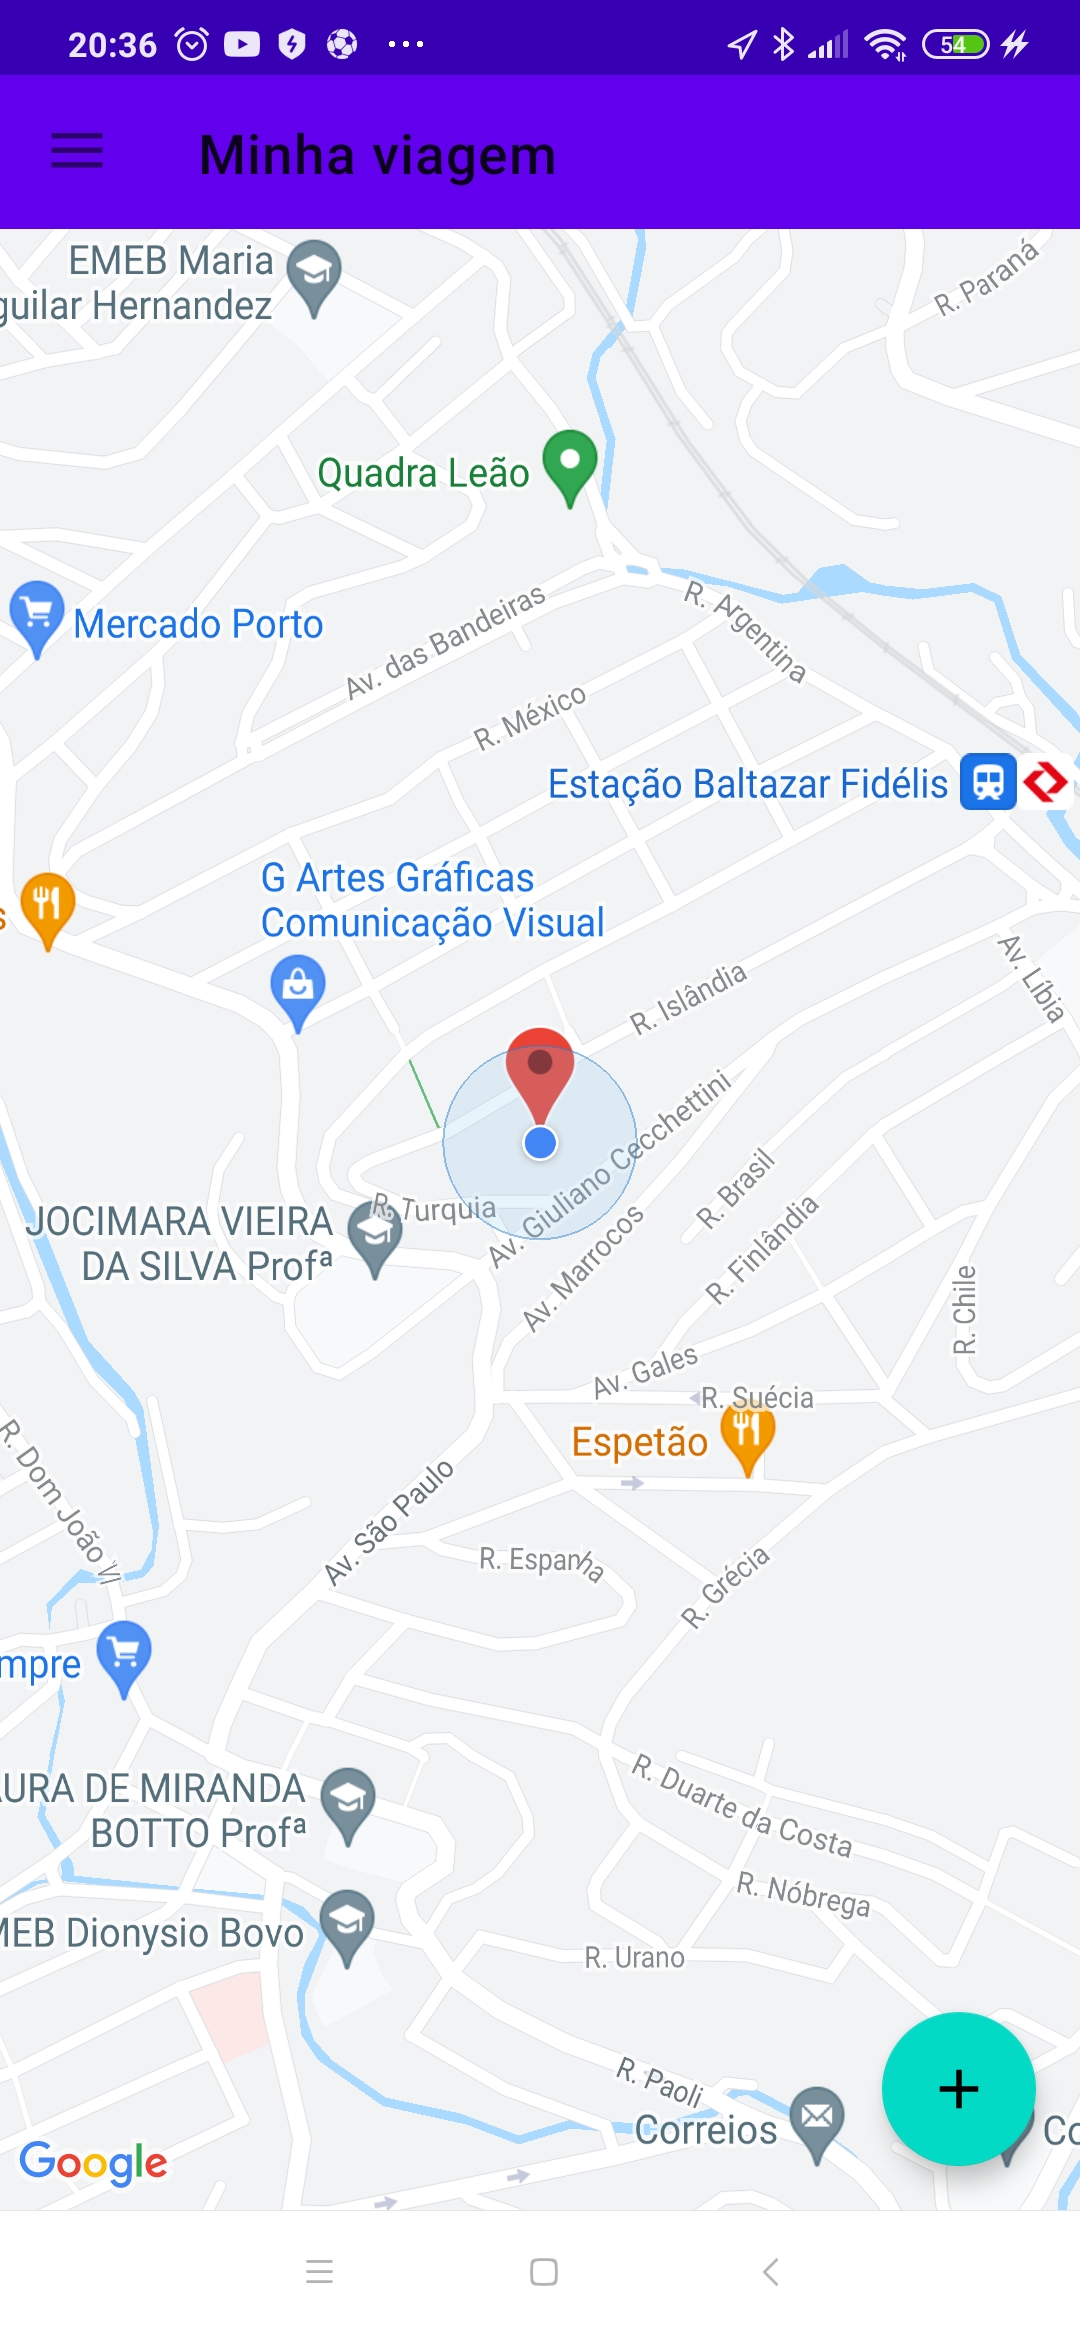 20:36
54
Minha viagem
EMEB Maria
guilar Hernandez
R. Paraná
Quadra Leão
Mercado Porto
Av. das Bandeiras
R. Argentina
R. México
Estação Baltazar Fidélis
G Artes Gráficas
Comunicação Visual
s
Av. Líbia
R. Islândia
Av. Giuliano Cecchettini
R. Brasil
R. Turquia
JOCIMARA VIEIRA
DA SILVA Profª
Av. Marrocos
R. Finlândia
R. Chile
Av. Gales
R. Suécia
Espetão
R. Dom João VI
Av. São Paulo
R. Espanha
R. Grécia
mpre
AURA DE MIRANDA
BOTTO Profª
R. Duarte da Costa
R. Nóbrega
MEB Dionysio Bovo
R. Urano
R. Paoli
Correios
Co
Google